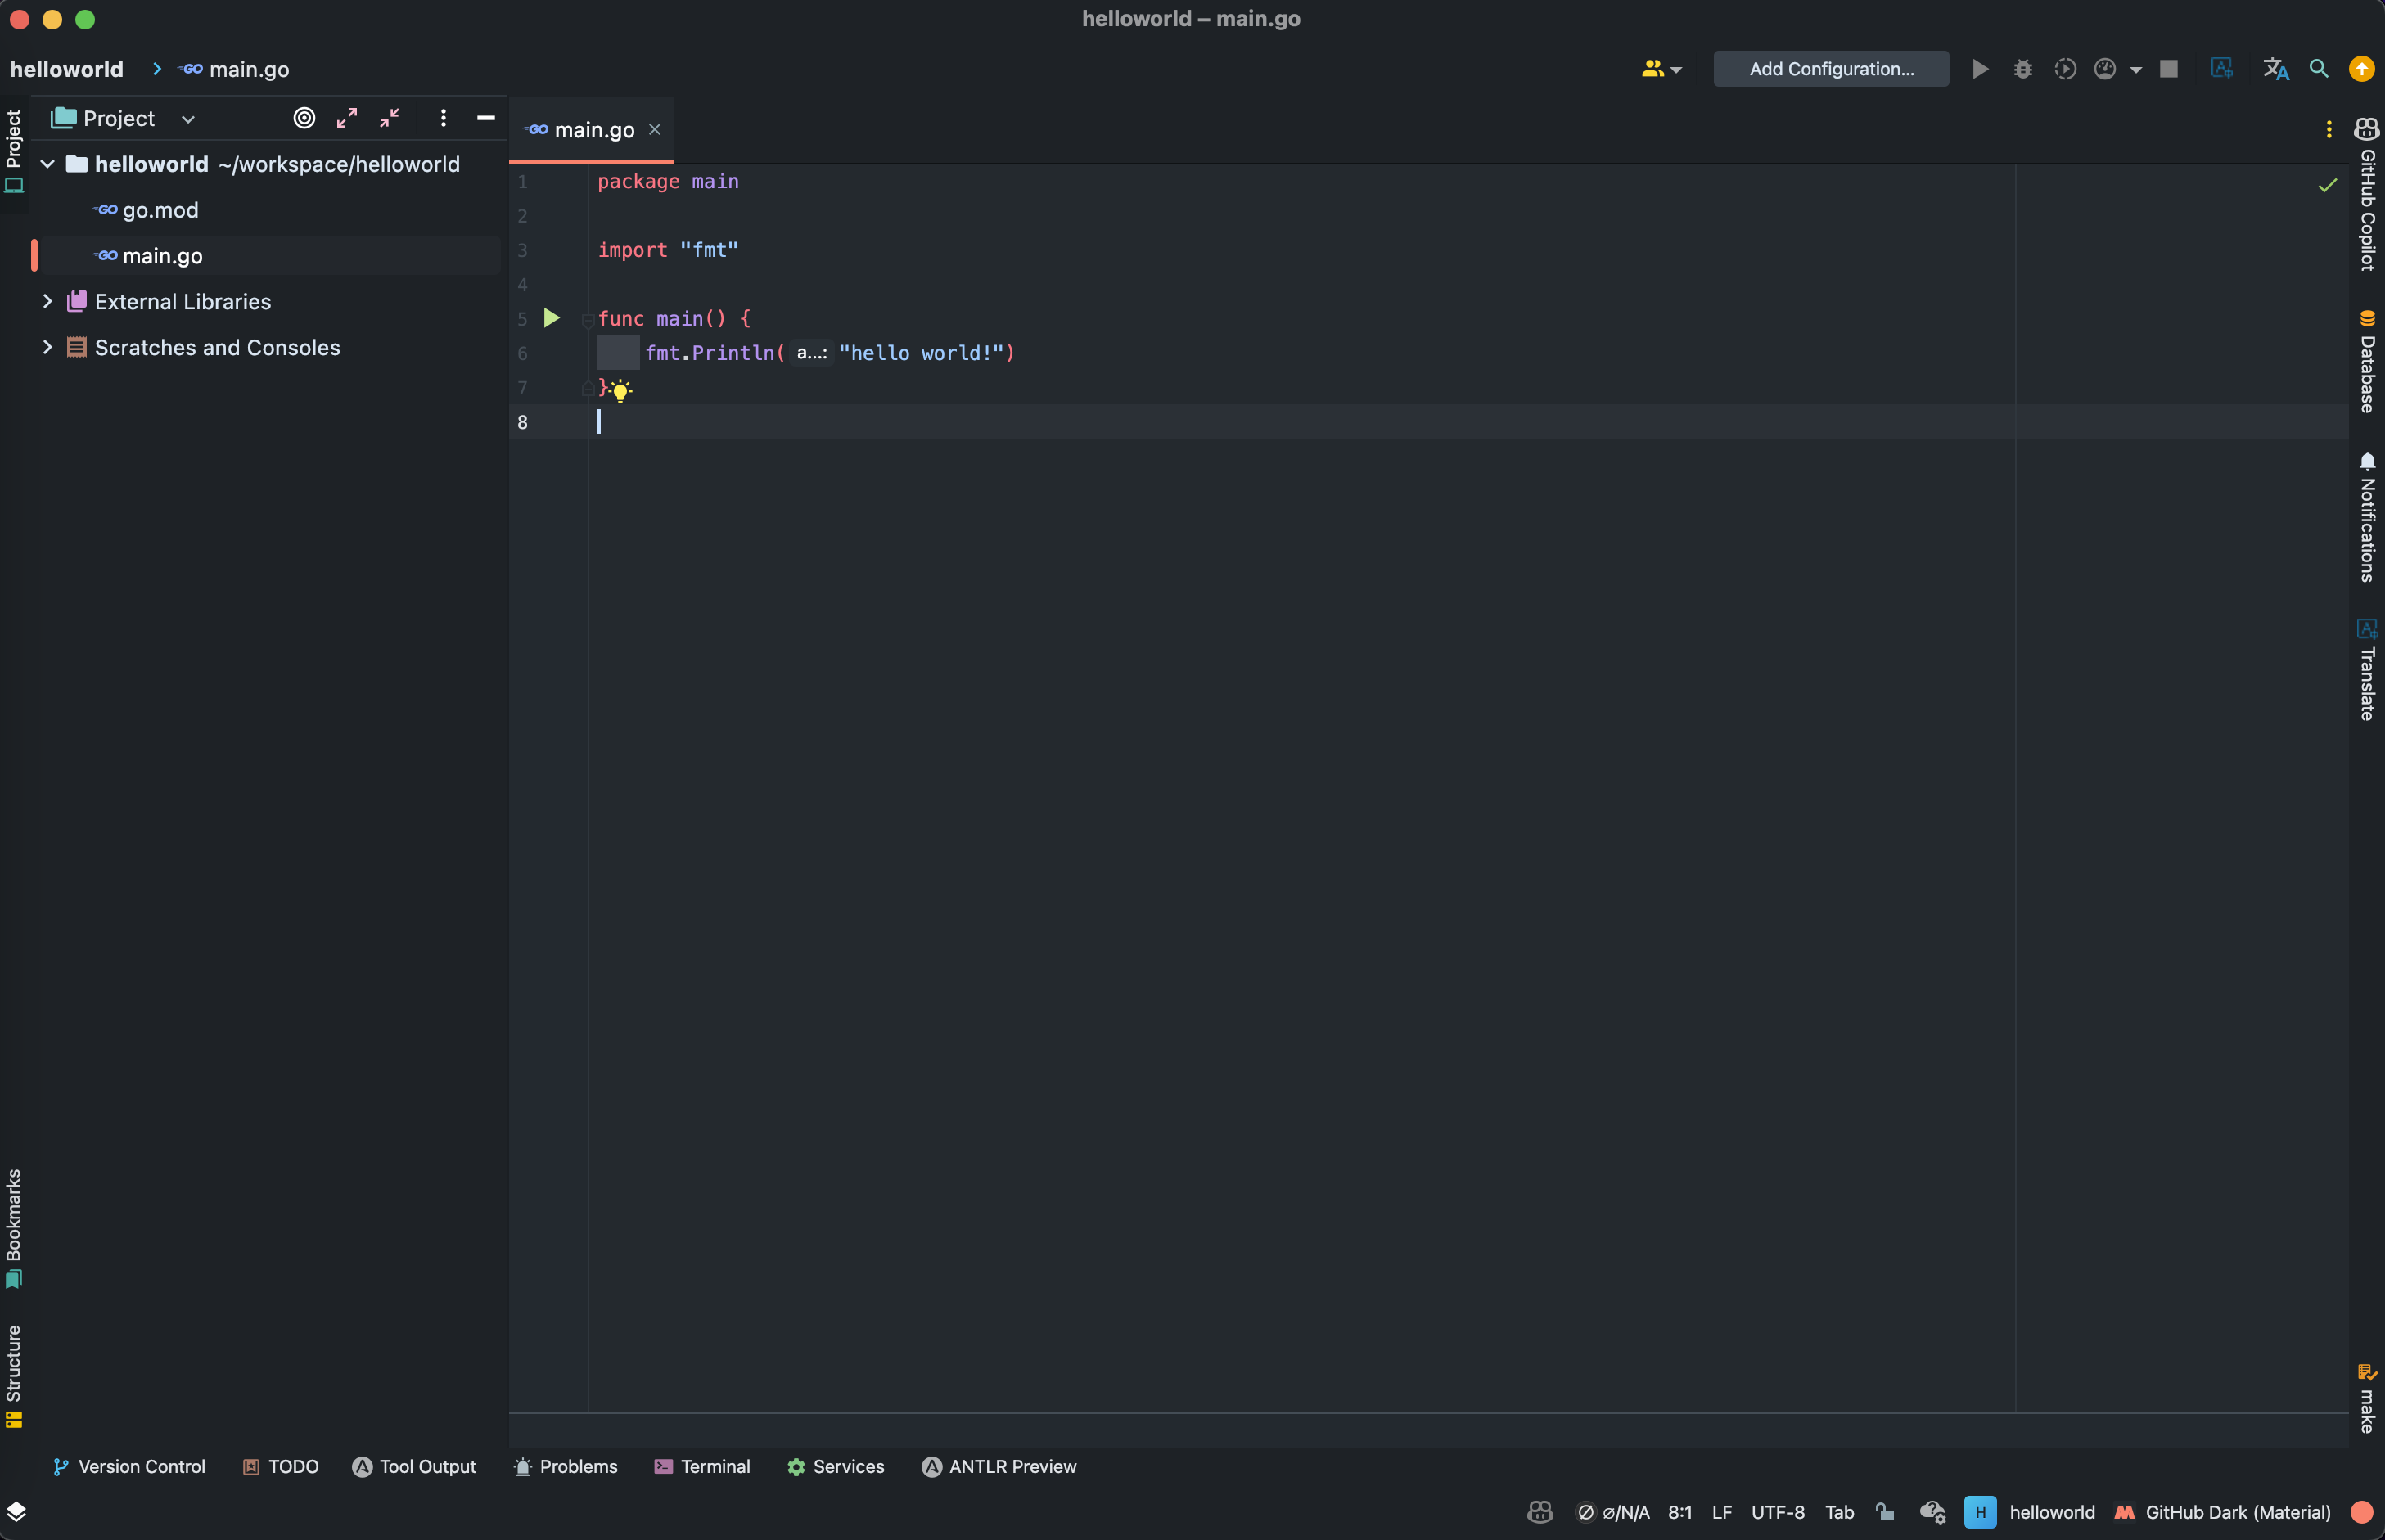 helloworld – main.go
helloworld main.go
Add Configuration...
Project
main.go
Project
helloworld ~/workspace/helloworld
go.mod
main.go
External Libraries
Scratches and Consoles
1 package main
2
3 import "fmt"
4
5 func main() {
6 fmt.Println( a...: "hello world!")
7 }
8
GitHub Copilot
Database
Notifications
Translate
make
Bookmarks
Structure
Version Control TODO Tool Output Problems Terminal Services ANTLR Preview
⌀/N/A 8:1 LF UTF-8 Tab H helloworld GitHub Dark (Material)